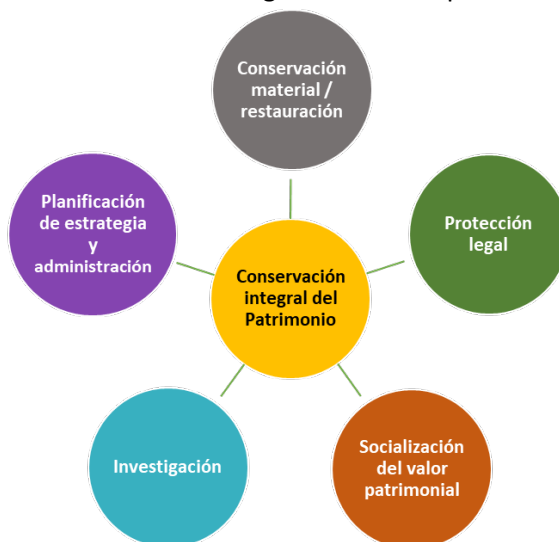 Conservación
material /
restauración
Planificación
de estrategia
y
administración
Protección
legal
Conservación
integral del
Patrimonio
Investigación
Socialización
del valor
patrimonial